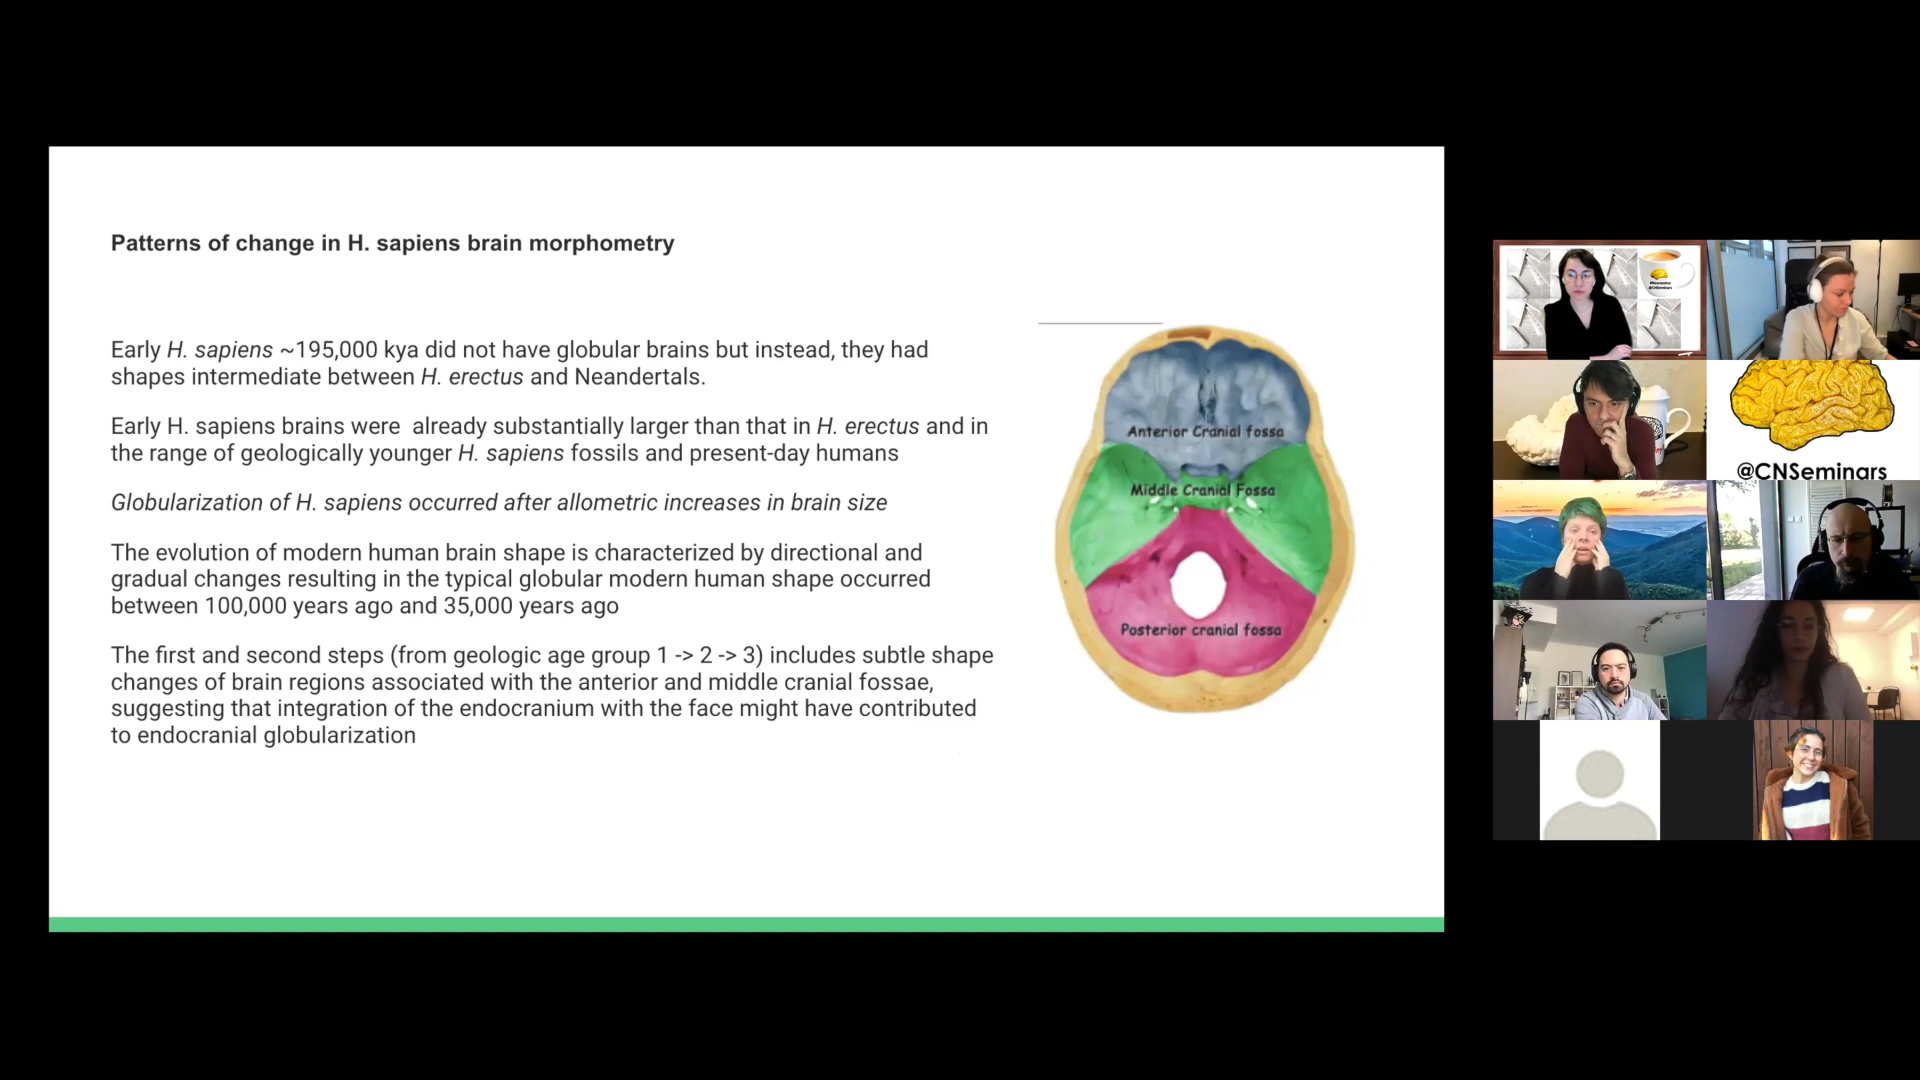 Patterns of change in H. sapiens brain morphometry
Early H. sapiens ~195,000 kya did not have globular brains but instead, they had
shapes intermediate between H. erectus and Neandertals.
Early H. sapiens brains were  already substantially larger than that in H. erectus and in
the range of geologically younger H. sapiens fossils and present-day humans
Globularization of H. sapiens occurred after allometric increases in brain size
The evolution of modern human brain shape is characterized by directional and
gradual changes resulting in the typical globular modern human shape occurred
between 100,000 years ago and 35,000 years ago
The first and second steps (from geologic age group 1 -> 2 -> 3) includes subtle shape
changes of brain regions associated with the anterior and middle cranial fossae,
suggesting that integration of the endocranium with the face might have contributed
to endocranial globularization
Anterior Cranial fossa
Middle Cranial Fossa
Posterior cranial fossa
@CNSeminars